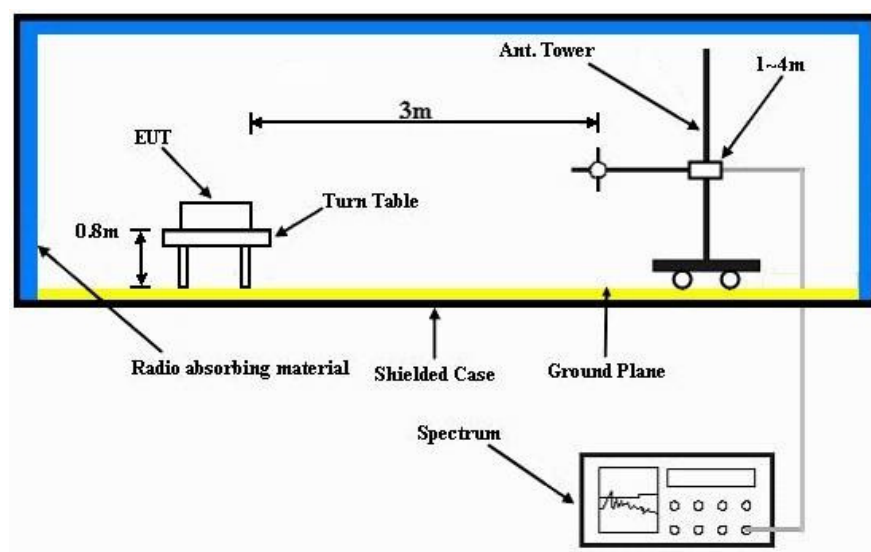 Ant. Tower
1~4m
3m
EUT
Turn Table
0.8m
Radio absorbing material
Shielded Case
Ground Plane
Spectrum